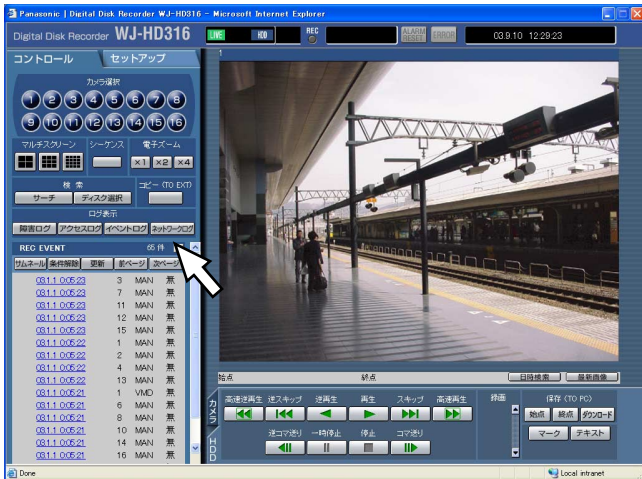 Panasonic | Digital Disk Recorder WJ-HD316 - Microsoft Internet Explorer
Digital Disk Recorder WJ-HD316
LIVE HDD REC ALARM RESET ERROR 03.9.10 12:29:23
コントロール セットアップ
1
カメラ選択
1 2 3 4 5 6 7 8
9 10 11 12 13 14 15 16
マルチスクリーン シーケンス 電子ズーム
×1 ×2 ×4
検索 コピー (TO EXT)
サーチ ディスク選択
ログ表示
障害ログ アクセスログ イベントログ ネットワークログ
REC EVENT 65 件
サムネール 条件解除 更新 前ページ 次ページ
03.1.1 0:05:23 3 MAN 無
03.1.1 0:05:23 7 MAN 無
03.1.1 0:05:23 11 MAN 無
03.1.1 0:05:23 12 MAN 無
03.1.1 0:05:23 15 MAN 無
03.1.1 0:05:22 1 MAN 無
03.1.1 0:05:22 2 MAN 無
03.1.1 0:05:22 4 MAN 無
03.1.1 0:05:22 13 MAN 無
03.1.1 0:05:21 1 VMD 無
03.1.1 0:05:21 6 MAN 無
03.1.1 0:05:21 8 MAN 無
03.1.1 0:05:21 10 MAN 無
03.1.1 0:05:21 14 MAN 無
03.1.1 0:05:21 16 MAN 無
始点 終点 日時検索 最新画像
カメラ
HDD
高速逆再生 逆スキップ 逆再生 再生 スキップ 高速再生
逆コマ送り 一時停止 停止 コマ送り
録画
保存 (TO PC)
始点 終点 ダウンロード
マーク テキスト
Done Local intranet